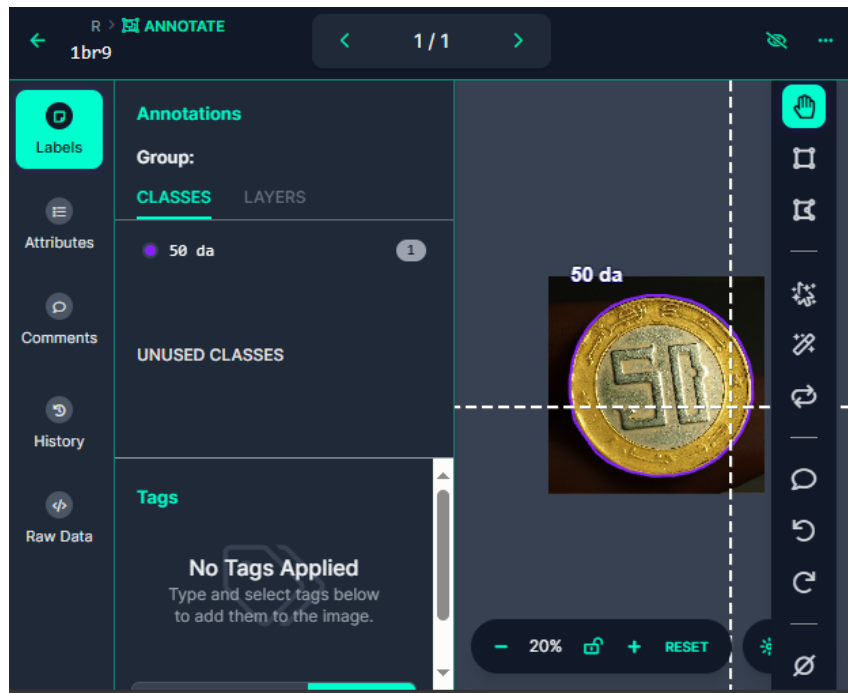 R > ANNOTATE
1br9
1 / 1
Labels
Attributes
Comments
History
Raw Data
Annotations
Group:
CLASSES LAYERS
50 da 1
UNUSED CLASSES
Tags
No Tags Applied
Type and select tags below
to add them to the image.
50 da
50
20% RESET